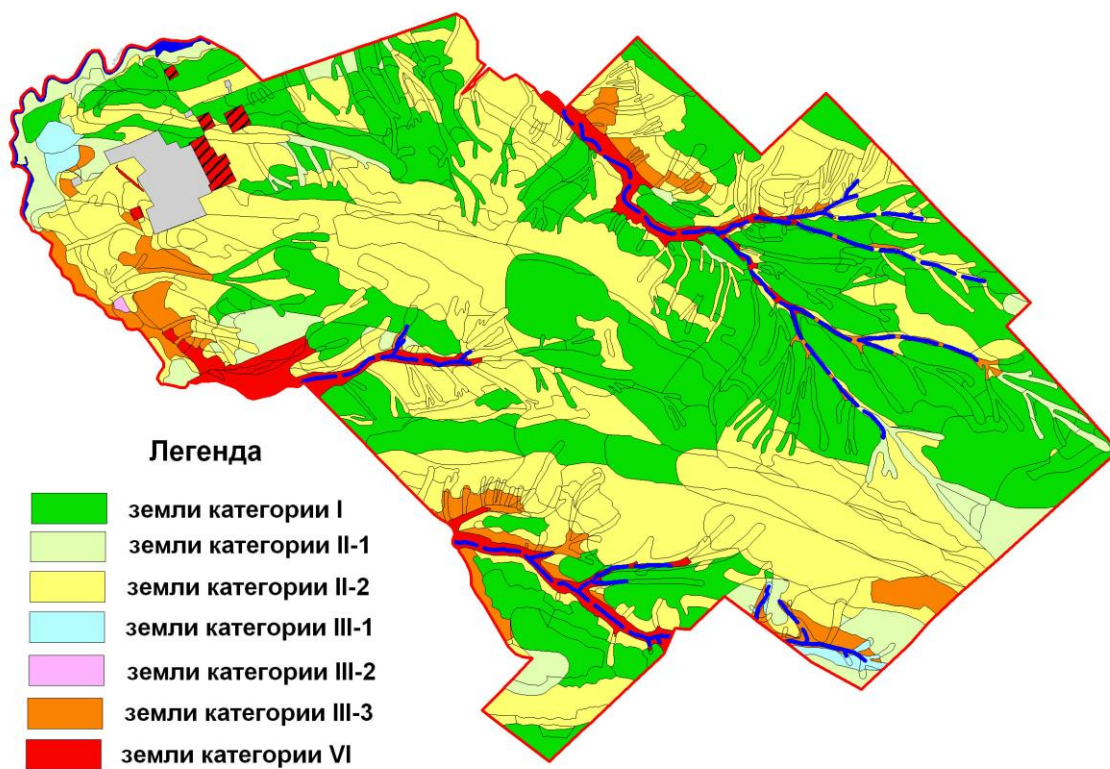 Легенда
земли категории I
земли категории II-1
земли категории II-2
земли категории III-1
земли категории III-2
земли категории III-3
земли категории VI